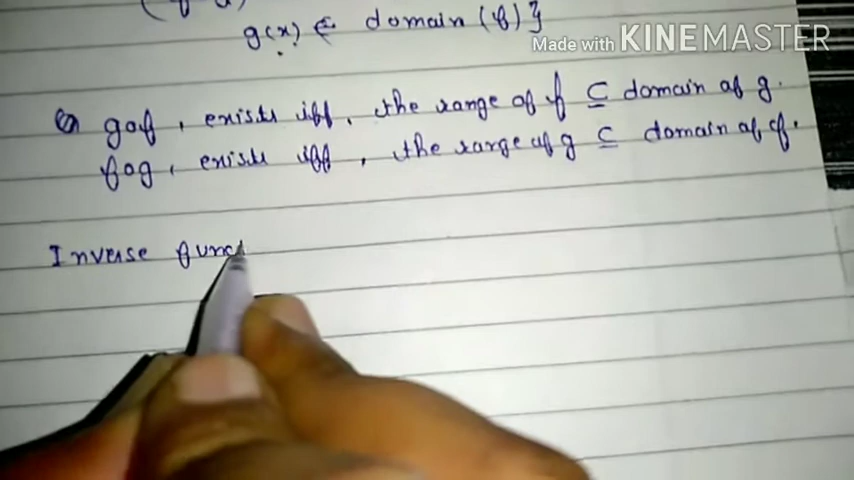 g(x) ∈ domain (f)}
Made with KINEMASTER
gof, exists iff, the range of f ⊆ domain of g.
fog, exists iff, the range of g ⊆ domain of f.
Inverse func